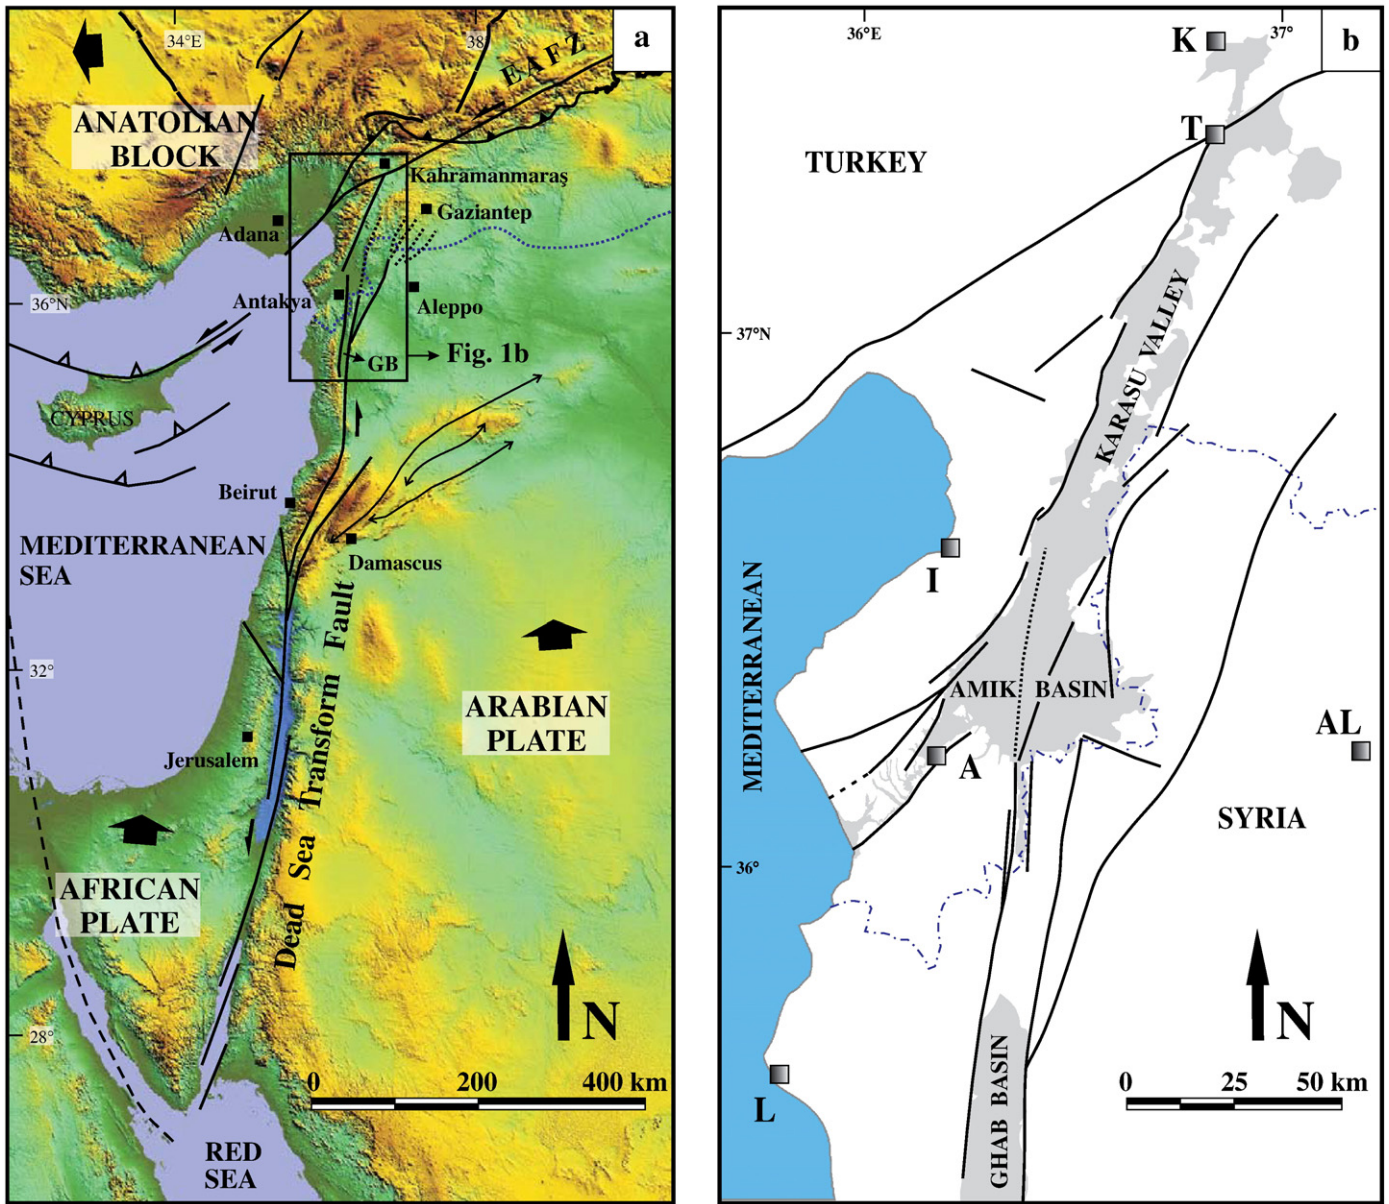 34°E
38
a
EAFZ
ANATOLIAN
BLOCK
Kahramanmaraş
Gaziantep
Adana
36°N
Antakya
Aleppo
GB
Fig. 1b
CYPRUS
Beirut
MEDITERRANEAN
SEA
Damascus
32°
Dead Sea Transform Fault
ARABIAN
PLATE
Jerusalem
AFRICAN
PLATE
28°
N
0 200 400 km
RED
SEA
36°E
37°
b
K
T
TURKEY
37°N
KARASU VALLEY
I
MEDITERRANEAN
AMIK BASIN
A
AL
SYRIA
36°
N
GHAB BASIN
L
0 25 50 km